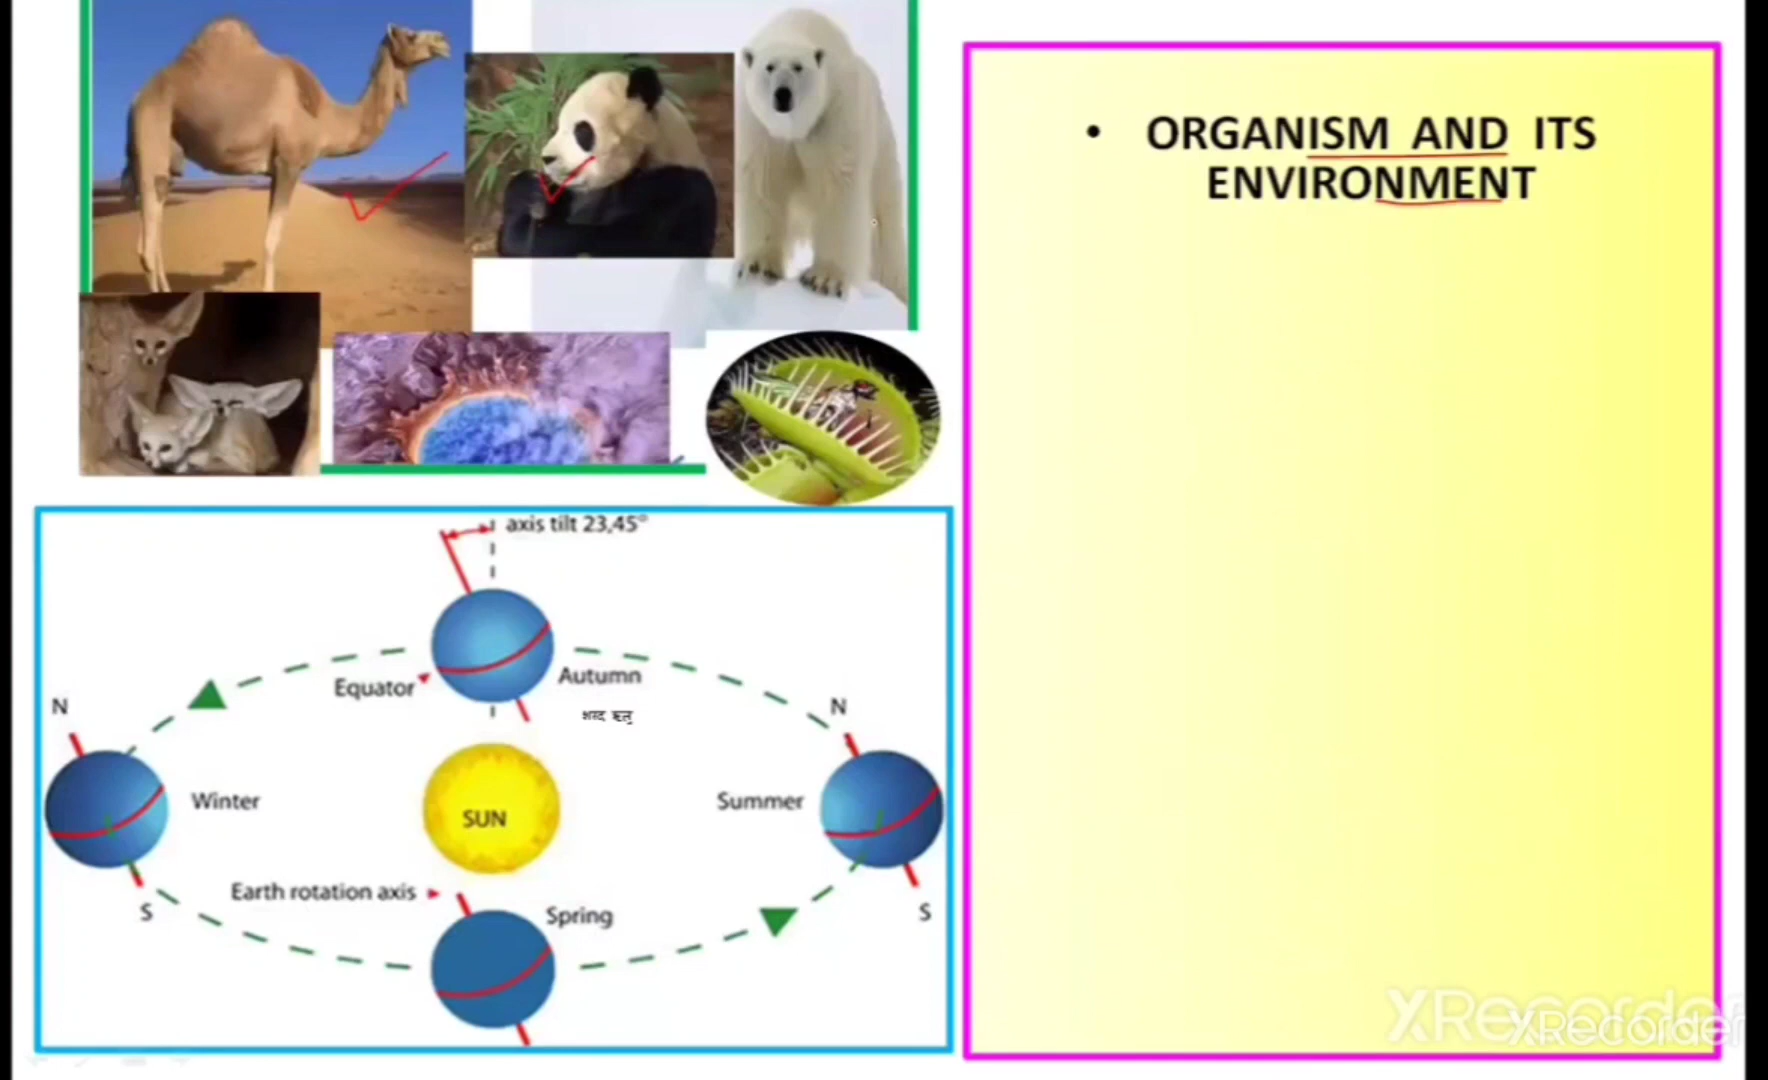 • ORGANISM AND ITS
ENVIRONMENT
axis tilt 23,45°
Equator
Autumn
शरद ऋतु
N
N
Winter
SUN
Summer
Earth rotation axis
Spring
S
S
XRecorder
XRecorder